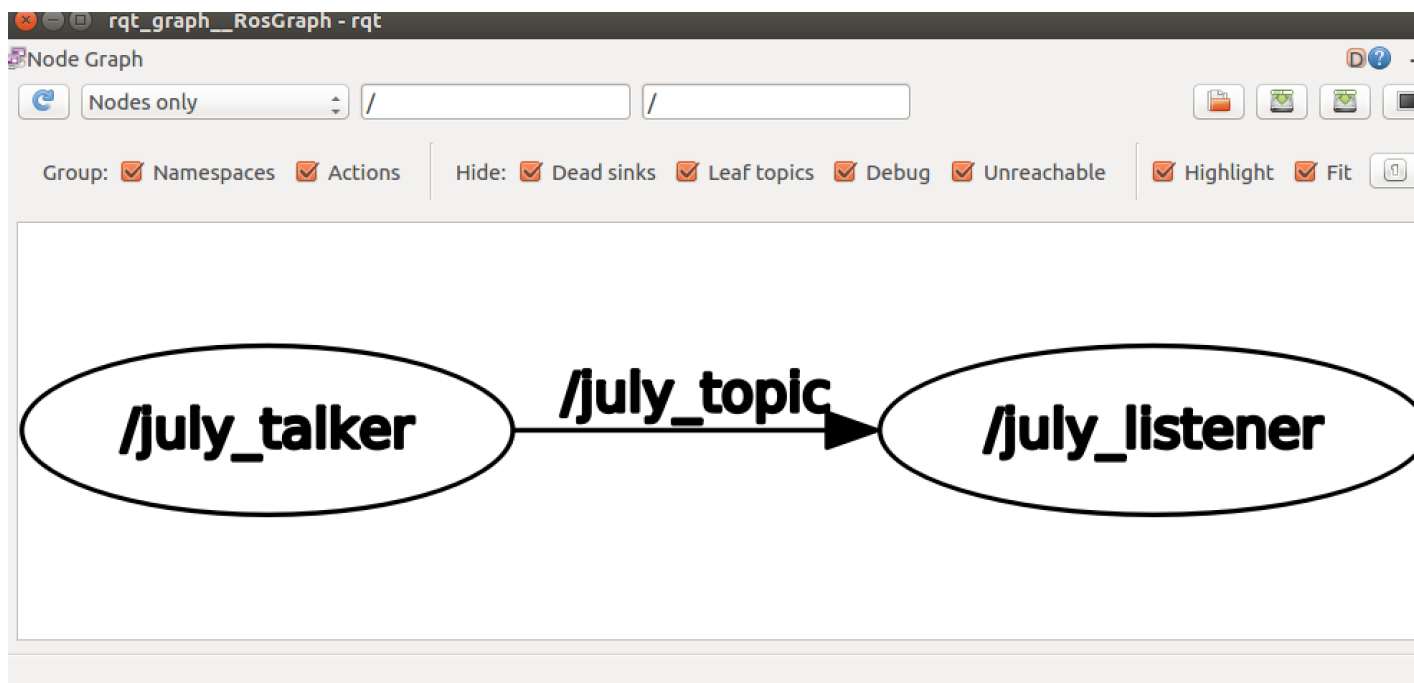 rqt_graph__RosGraph - rqt
Node Graph
D ? -
Nodes only / /
Group: Namespaces Actions Hide: Dead sinks Leaf topics Debug Unreachable Highlight Fit
/july_talker /july_topic /july_listener